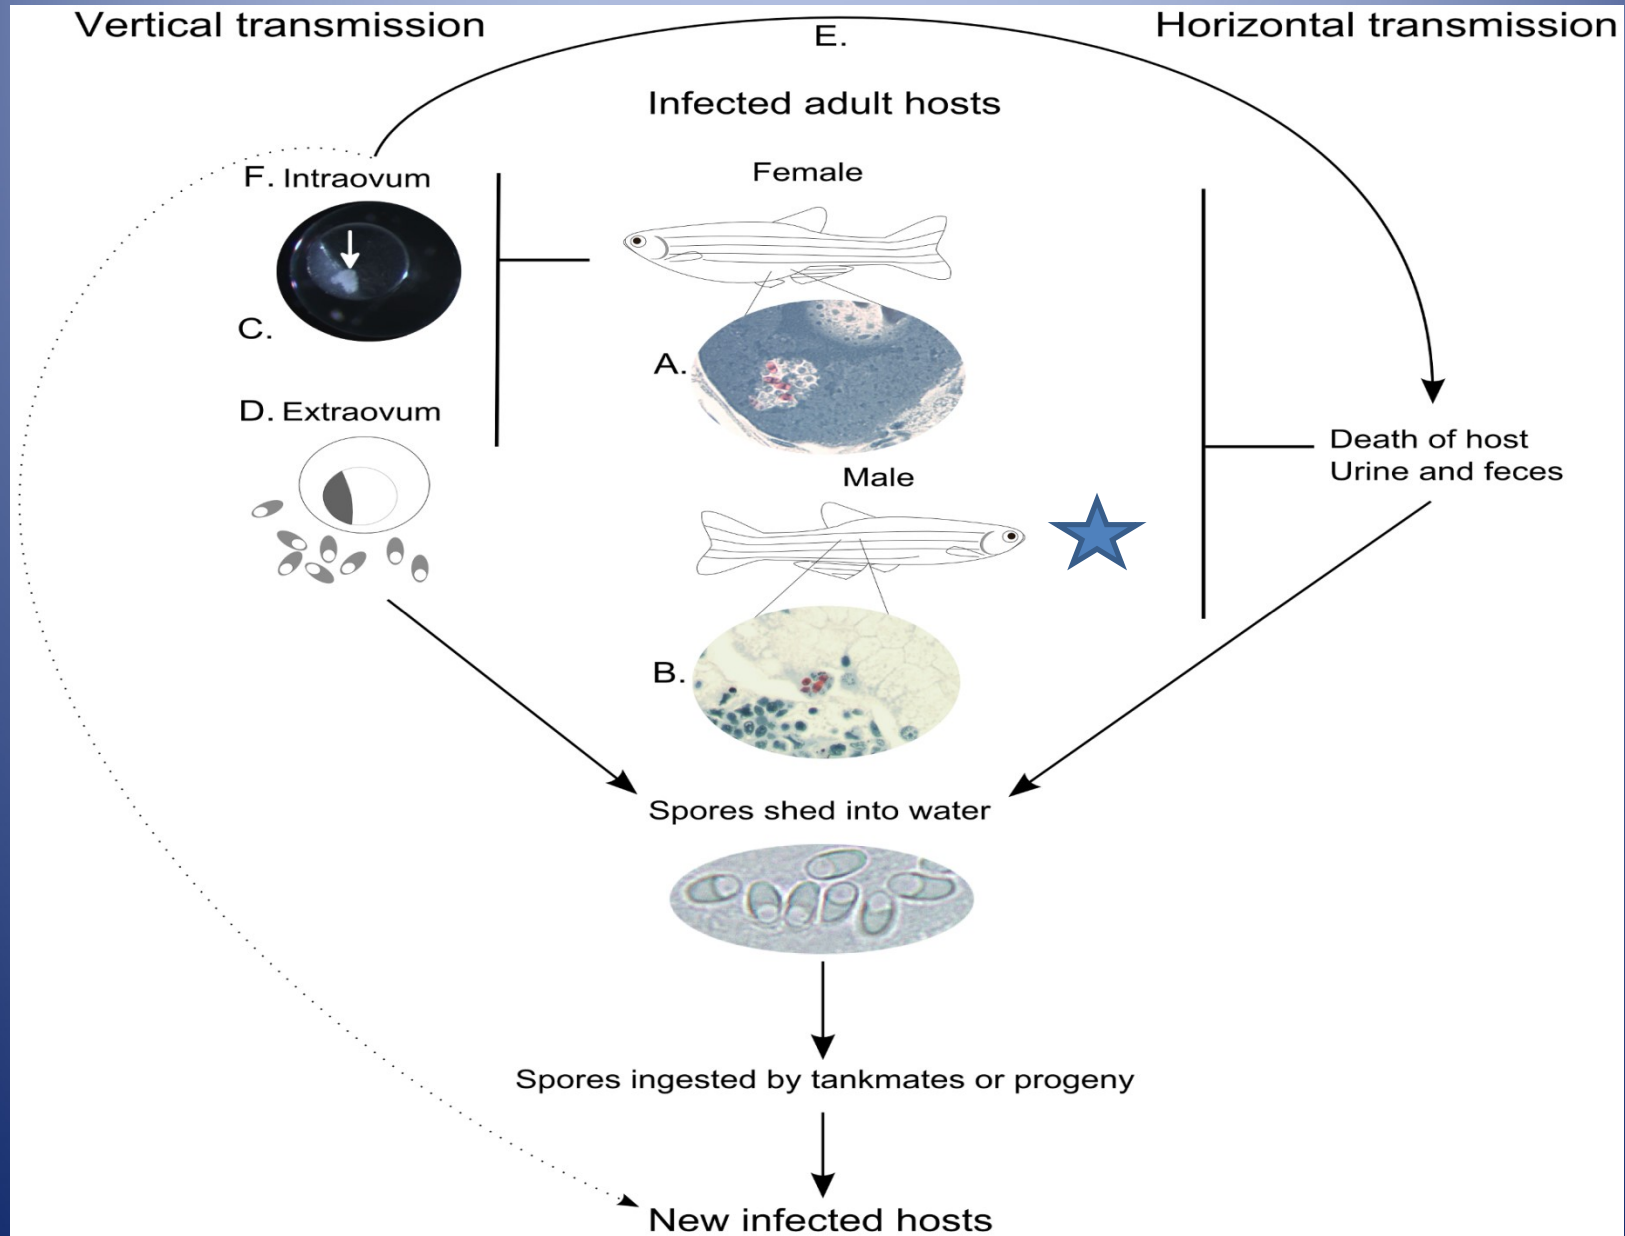 Vertical transmission
E.
Horizontal transmission
Infected adult hosts
Female
F. Intraovum
C.
A.
D. Extraovum
Death of host
Urine and feces
Male
B.
Spores shed into water
Spores ingested by tankmates or progeny
New infected hosts